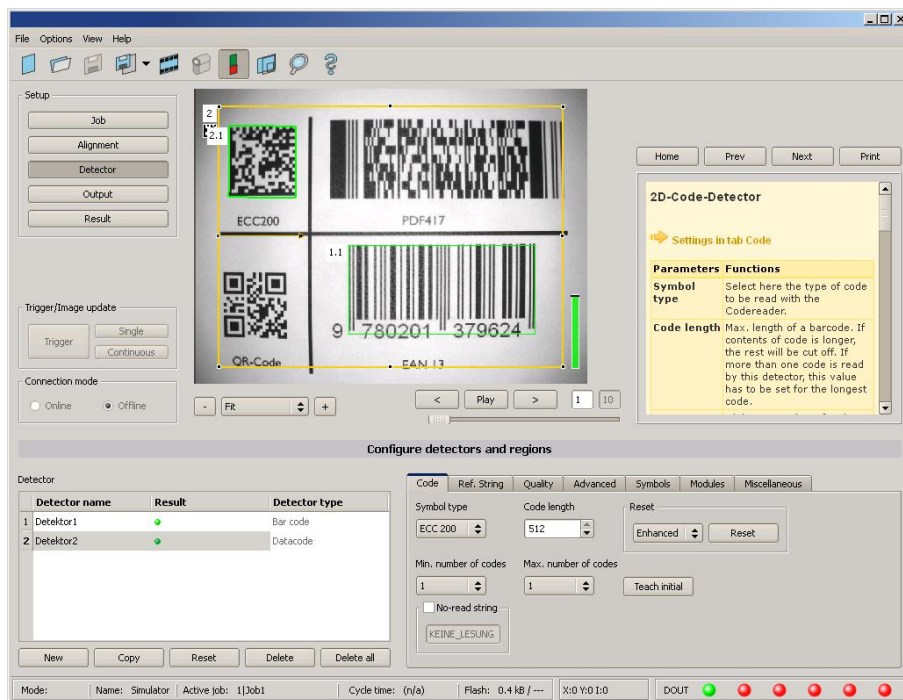 File Options View Help
Setup
Job
Alignment
Detector
Output
Result
Trigger/Image update
Trigger
Single
Continuous
Connection mode
Online Offline
2
2.1
ECC200
PDF417
1.1
9 780201 379624
QR-Code
EAN 13
- Fit +
< Play > 1 10
Home Prev Next Print
2D-Code-Detector
Settings in tab Code
Parameters Functions
Symbol type Select here the type of code
to be read with the
Codereader.
Code length Max. length of a barcode. If
contents of code is longer,
the rest will be cut off. If
more than one code is read
by this detector, this value
has to be set for the longest
code.
Configure detectors and regions
Detector
Detector name Result Detector type
1 Detektor1 Bar code
2 Detektor2 Datacode
New Copy Reset Delete Delete all
Code Ref. String Quality Advanced Symbols Modules Miscellaneous
Symbol type Code length Reset
ECC 200 512 Enhanced Reset
Min. number of codes Max. number of codes
1 1 Teach initial
No-read string
KEINE_LESUNG
Mode: Name: Simulator Active job: 1|Job1 Cycle time: (n/a) Flash: 0.4 kB / --- X:0 Y:0 I:0 DOUT